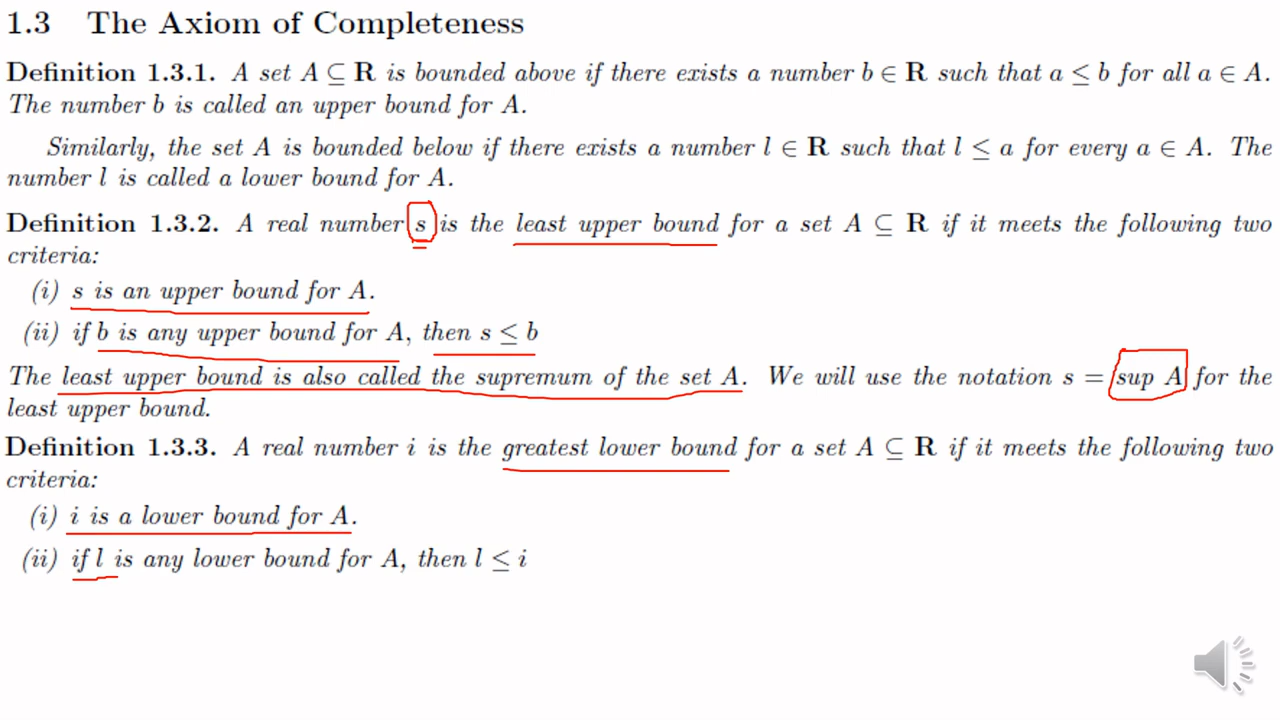 1.3 The Axiom of Completeness
Definition 1.3.1. A set A ⊆ R is bounded above if there exists a number b ∈ R such that a ≤ b for all a ∈ A.
The number b is called an upper bound for A.
Similarly, the set A is bounded below if there exists a number l ∈ R such that l ≤ a for every a ∈ A. The
number l is called a lower bound for A.
Definition 1.3.2. A real number s is the least upper bound for a set A ⊆ R if it meets the following two
criteria:
(i) s is an upper bound for A.
(ii) if b is any upper bound for A, then s ≤ b
The least upper bound is also called the supremum of the set A. We will use the notation s = sup A for the
least upper bound.
Definition 1.3.3. A real number i is the greatest lower bound for a set A ⊆ R if it meets the following two
criteria:
(i) i is a lower bound for A.
(ii) if l is any lower bound for A, then l ≤ i